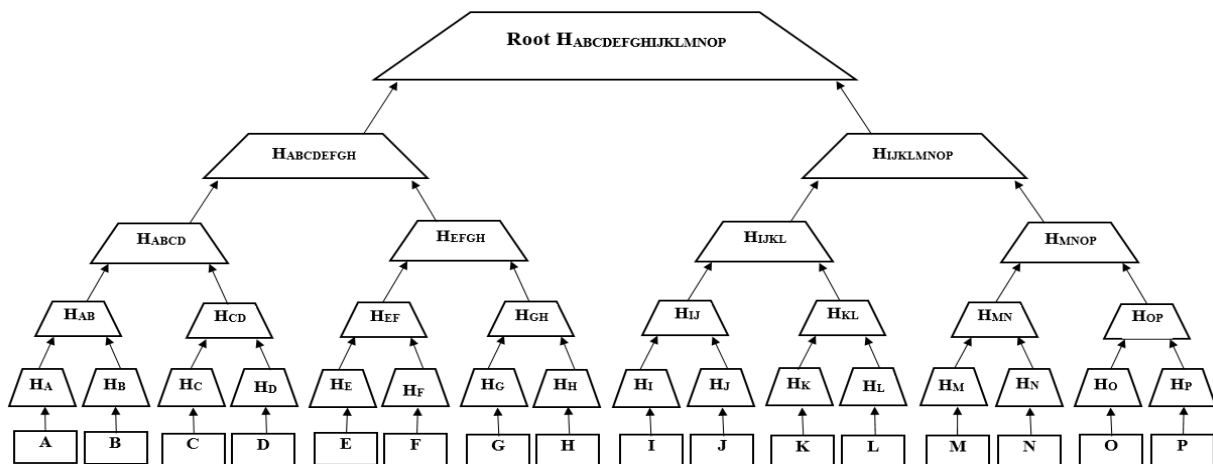 Root HABCDEFGHIJKLMNOP
HABCDEFGH HIJKLMNOP
HABCD HEFGH HIJKL HMNOP
HAB HCD HEF HGH HIJ HKL HMN HOP
HA HB HC HD HE HF HG HH HI HJ HK HL HM HN HO HP
A B C D E F G H I J K L M N O P